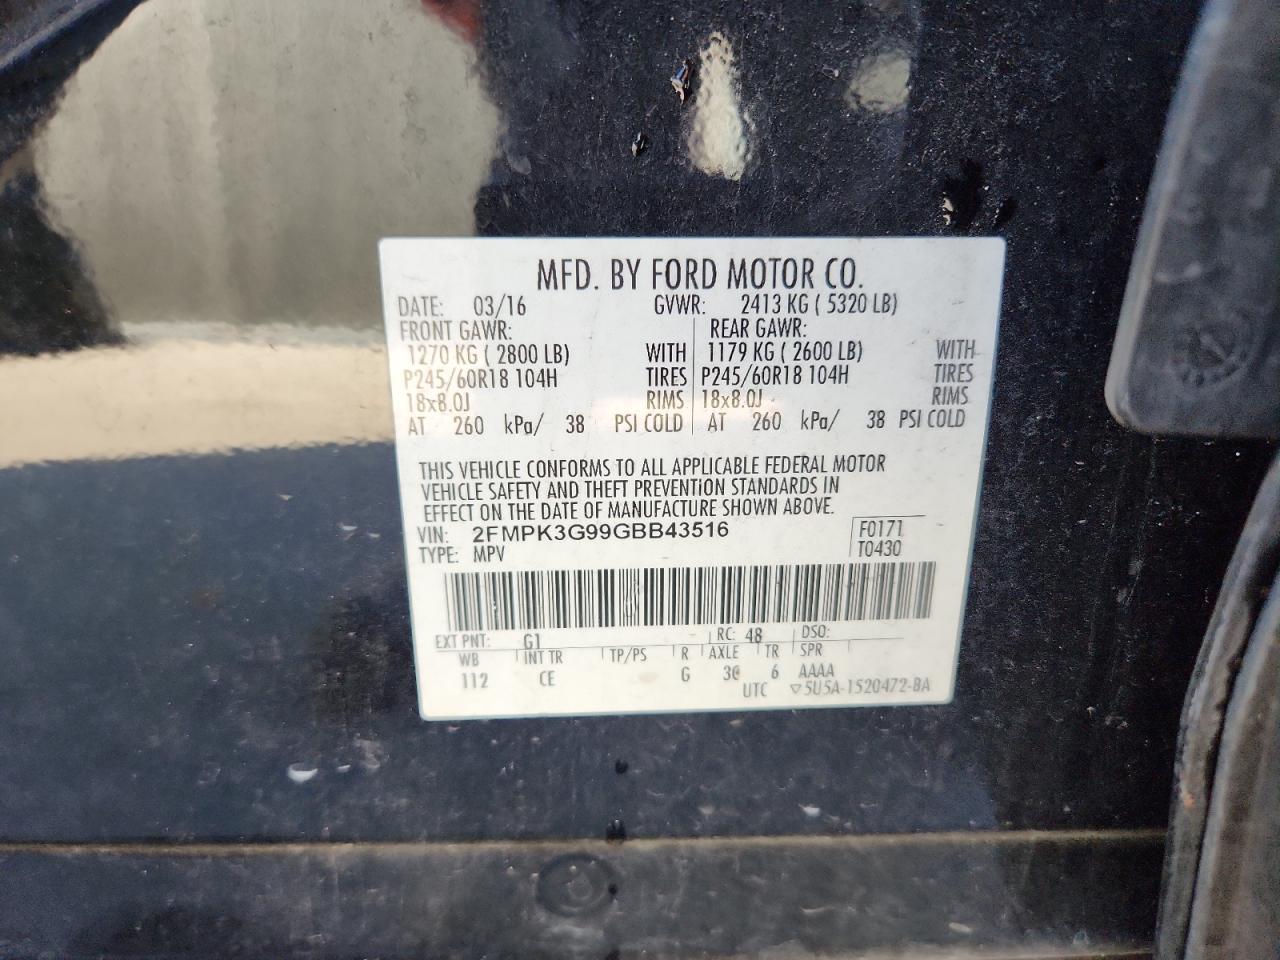 MFD. BY FORD MOTOR CO.
DATE: 03/16 GVWR: 2413 KG ( 5320 LB)
FRONT GAWR: REAR GAWR:
1270 KG ( 2800 LB) WITH 1179 KG ( 2600 LB) WITH
P245/60R18 104H TIRES P245/60R18 104H TIRES
18x8.0J RIMS 18x8.0J RIMS
AT 260 kPa/ 38 PSI COLD AT 260 kPa/ 38 PSI COLD
THIS VEHICLE CONFORMS TO ALL APPLICABLE FEDERAL MOTOR
VEHICLE SAFETY AND THEFT PREVENTION STANDARDS IN
EFFECT ON THE DATE OF MANUFACTURE SHOWN ABOVE.
VIN: 2FMPK3G99GBB43516 F0171
TYPE: MPV T0430
EXT PNT: G1 RC: 48 DSO:
WB INT TR TP/PS R AXLE TR SPR
112 CE G 6 AAAA
UTC ▽5U5A-1520472-BA